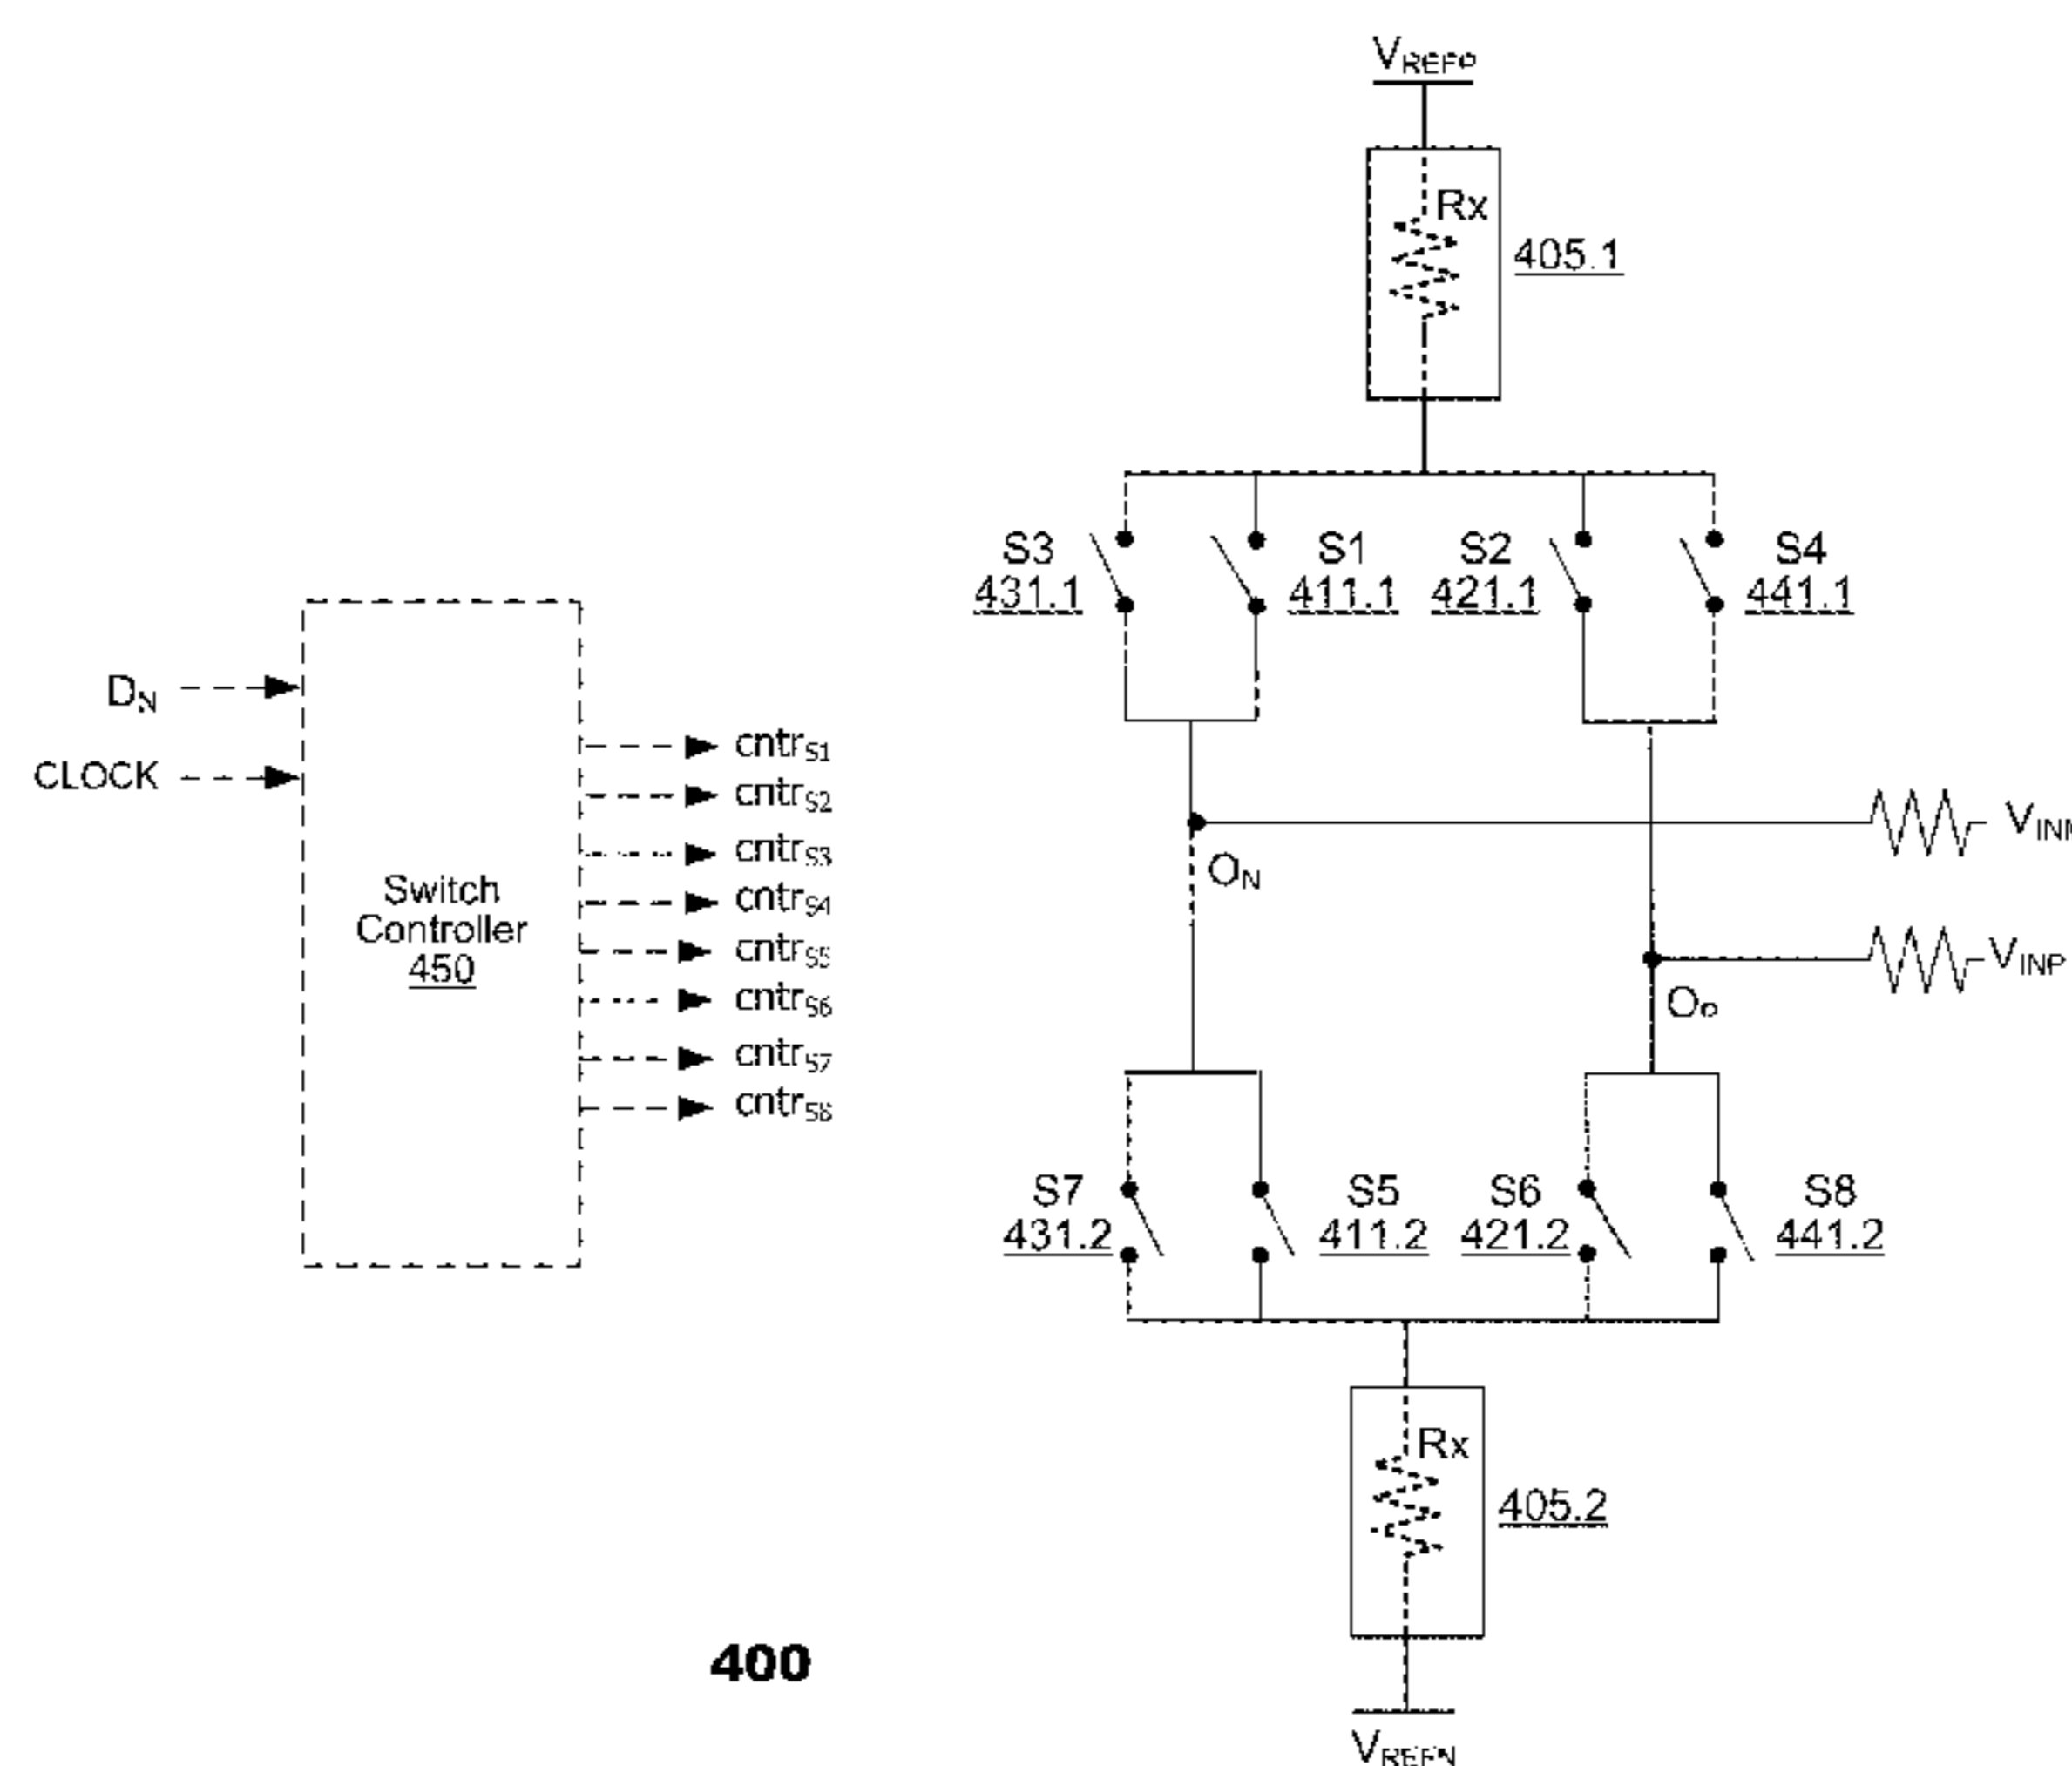 VREFP
Rx
405.1
S3
431.1
S1
411.1
S2
421.1
S4
441.1
DN
CLOCK
Switch
Controller
450
cntrS1
cntrS2
cntrS3
cntrS4
cntrS5
cntrS6
cntrS7
cntrS8
ON
VINP
OP
S7
431.2
S5
411.2
S6
421.2
S8
441.2
Rx
405.2
400
VREFN